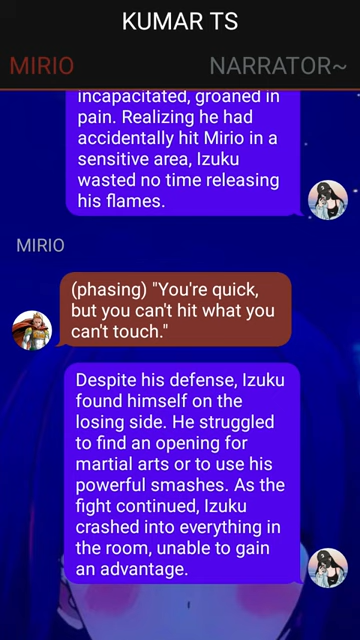 KUMAR TS
MIRIO
NARRATOR~
incapacitated, groaned in
pain. Realizing he had
accidentally hit Mirio in a
sensitive area, Izuku
wasted no time releasing
his flames.
MIRIO
(phasing) "You're quick,
but you can't hit what you
can't touch."
Despite his defense, Izuku
found himself on the
losing side. He struggled
to find an opening for
martial arts or to use his
powerful smashes. As the
fight continued, Izuku
crashed into everything in
the room, unable to gain
an advantage.